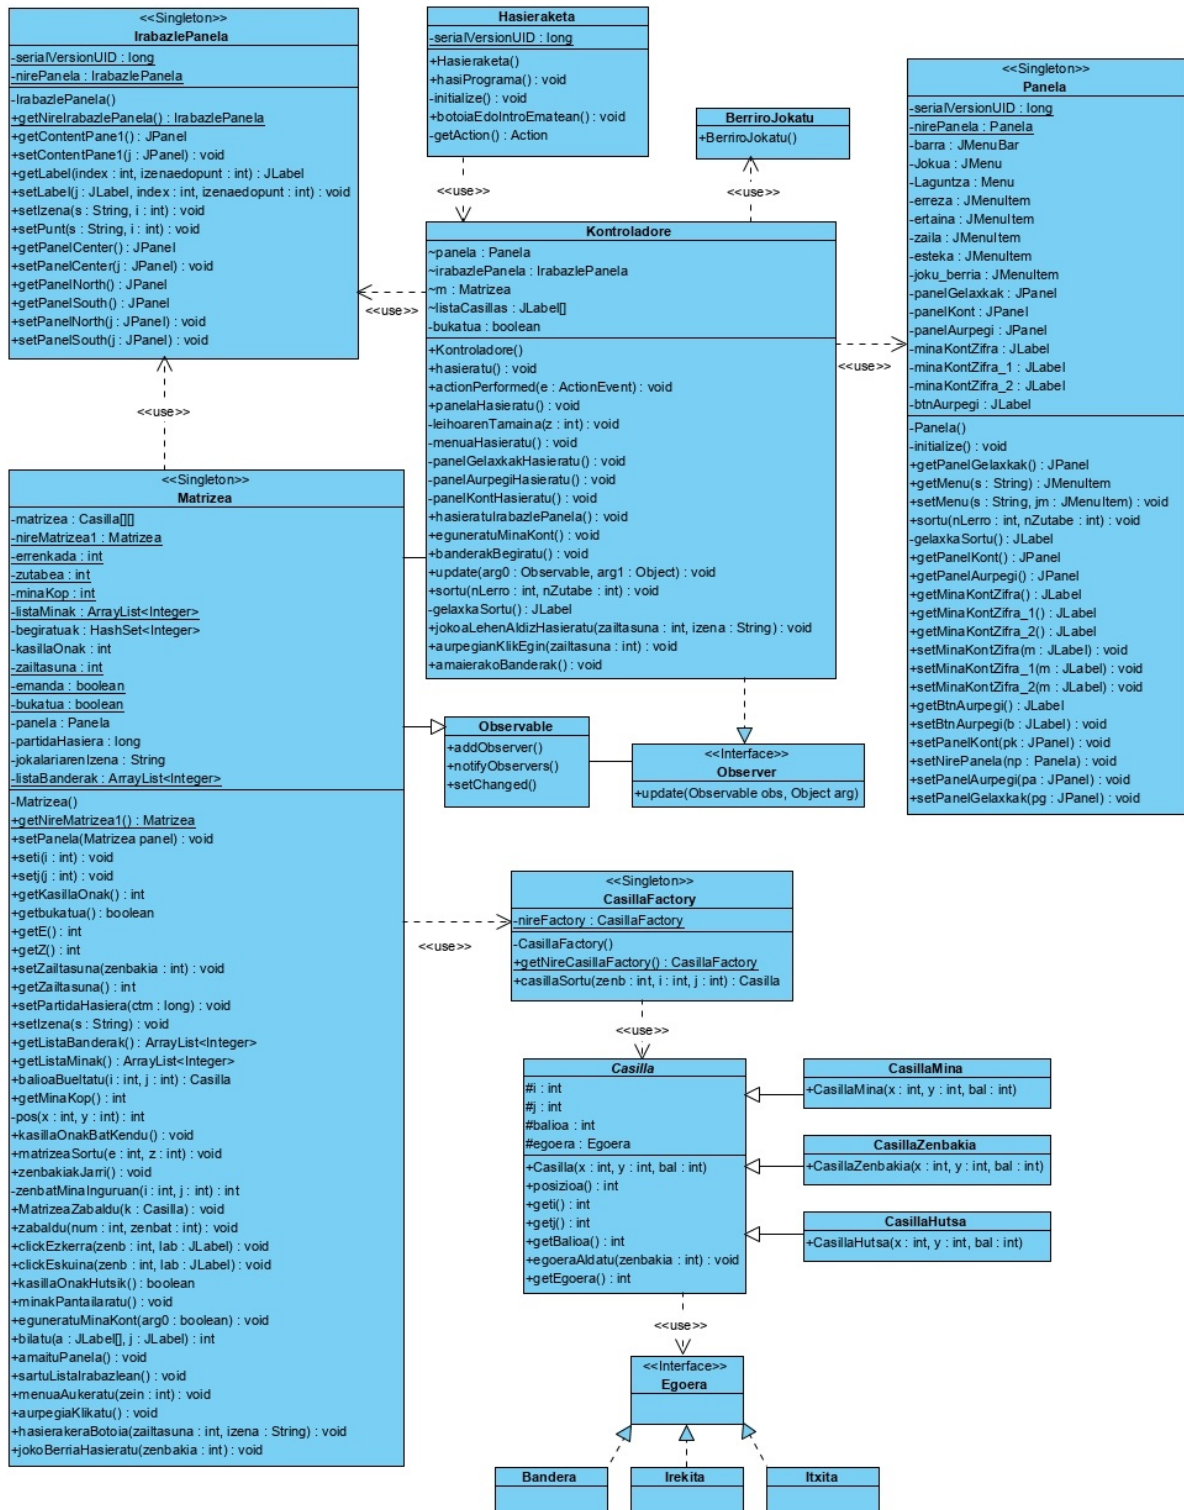 <<Singleton>>
IrabazlePanela
-serialVersionUID : long
-nirePanela : IrabazlePanela
-IrabazlePanela()
+getNireIrabazlePanela() : IrabazlePanela
+getContentPane1() : JPanel
+setContentPane1(j : JPanel) : void
+getLabel(index : int, izenaedopunt : int) : JLabel
+setLabel(j : JLabel, index : int, izenaedopunt : int) : void
+setIzena(s : String, i : int) : void
+setPunt(s : String, i : int) : void
+getPanelCenter() : JPanel
+setPanelCenter(j : JPanel) : void
+getPanelNorth() : JPanel
+getPanelSouth() : JPanel
+setPanelNorth(j : JPanel) : void
+setPanelSouth(j : JPanel) : void
Hasieraketa
-serialVersionUID : long
+Hasieraketa()
+hasiPrograma() : void
-initialize() : void
+botoiaEdoIntroEmatean() : void
-getAction() : Action
<<use>>
BerriroJokatu
+BerriroJokatu()
<<use>>
<<Singleton>>
Panela
-serialVersionUID : long
-nirePanela : Panela
-barra : JMenuBar
-Jokua : JMenu
-Laguntza : Menu
-erreza : JMenuItem
-ertaina : JMenuItem
-zaila : JMenuItem
-esteka : JMenuItem
-joku_berria : JMenuItem
-panelGelaxkak : JPanel
-panelKont : JPanel
-panelAurpegi : JPanel
-minaKontZifra : JLabel
-minaKontZifra_1 : JLabel
-minaKontZifra_2 : JLabel
-btnAurpegi : JLabel
-Panela()
-initialize() : void
+getPanelGelaxkak() : JPanel
+getMenu(s : String) : JMenuItem
+setMenu(s : String, jm : JMenuItem) : void
+sortu(nLerro : int, nZutabe : int) : void
-gelaxkaSortu() : JLabel
+getPanelKont() : JPanel
+getPanelAurpegi() : JPanel
+getMinaKontZifra() : JLabel
+getMinaKontZifra_1() : JLabel
+getMinaKontZifra_2() : JLabel
+setMinaKontZifra(m : JLabel) : void
+setMinaKontZifra_1(m : JLabel) : void
+setMinaKontZifra_2(m : JLabel) : void
+getBtnAurpegi() : JLabel
+setBtnAurpegi(b : JLabel) : void
+setPanelKont(pk : JPanel) : void
+setNirePanela(np : Panela) : void
+setPanelAurpegi(pa : JPanel) : void
+setPanelGelaxkak(pg : JPanel) : void
Kontroladore
~panela : Panela
~irabazlePanela : IrabazlePanela
~m : Matrizea
~listaCasillas : JLabel[]
-bukatua : boolean
+Kontroladore()
+hasieratu() : void
+actionPerformed(e : ActionEvent) : void
+panelaHasieratu() : void
-leihoarenTamaina(z : int) : void
-menuaHasieratu() : void
-panelGelaxkakHasieratu() : void
-panelAurpegiHasieratu() : void
-panelKontHasieratu() : void
+hasieratuIrabazlePanela() : void
+eguneratuMinaKont() : void
+banderakBegiratu() : void
+update(arg0 : Observable, arg1 : Object) : void
+sortu(nLerro : int, nZutabe : int) : void
-gelaxkaSortu() : JLabel
+jokoaLehenAldizHasieratu(zailtasuna : int, izena : String) : void
+aurpegianKlikEgin(zailtasuna : int) : void
+amaierakoBanderak() : void
<<use>>
<<use>>
<<use>>
<<Singleton>>
Matrizea
-matrizea : Casilla[][]
-nireMatrizea1 : Matrizea
-errenkada : int
-zutabea : int
-minaKop : int
-listaMinak : ArrayList<Integer>
-begiratuak : HashSet<Integer>
-kasillaOnak : int
-zailtasuna : int
-emanda : boolean
-bukatua : boolean
-panela : Panela
-partidaHasiera : long
-jokalariarenIzena : String
-listaBanderak : ArrayList<Integer>
-Matrizea()
+getNireMatrizea1() : Matrizea
+setPanela(Matrizea panel) : void
+seti(i : int) : void
+setj(j : int) : void
+getKasillaOnak() : int
+getbukatua() : boolean
+getE() : int
+getZ() : int
+setZailtasuna(zenbakia : int) : void
+getZailtasuna() : int
+setPartidaHasiera(ctm : long) : void
+setIzena(s : String) : void
+getListaBanderak() : ArrayList<Integer>
+getListaMinak() : ArrayList<Integer>
+balioaBueltatu(i : int, j : int) : Casilla
+getMinaKop() : int
-pos(x : int, y : int) : int
+kasillaOnakBatKendu() : void
+matrizeaSortu(e : int, z : int) : void
+zenbakiakJarri() : void
-zenbatMinaInguruan(i : int, j : int) : int
+MatrizeaZabaldu(k : Casilla) : void
+zabaldu(num : int, zenbat : int) : void
+clickEzkerra(zenb : int, lab : JLabel) : void
+clickEskuina(zenb : int, lab : JLabel) : void
+kasillaOnakHutsik() : boolean
+minakPantailaratu() : void
+eguneratuMinaKont(arg0 : boolean) : void
+bilatu(a : JLabel[], j : JLabel) : int
+amaituPanela() : void
+sartuListaIrabazlean() : void
+menuaAukeratu(zein : int) : void
+aurpegiaKlikatu() : void
+hasierakeraBotoia(zailtasuna : int, izena : String) : void
+jokoBerriaHasieratu(zenbakia : int) : void
Observable
+addObserver()
+notifyObservers()
+setChanged()
<<Interface>>
Observer
+update(Observable obs, Object arg)
<<use>>
<<Singleton>>
CasillaFactory
-nireFactory : CasillaFactory
-CasillaFactory()
+getNireCasillaFactory() : CasillaFactory
+casillaSortu(zenb : int, i : int, j : int) : Casilla
<<use>>
Casilla
#i : int
#j : int
#balioa : int
#egoera : Egoera
+Casilla(x : int, y : int, bal : int)
+posizioa() : int
+geti() : int
+getj() : int
+getBalioa() : int
+egoeraAldatu(zenbakia : int) : void
+getEgoera() : int
CasillaMina
+CasillaMina(x : int, y : int, bal : int)
CasillaZenbakia
+CasillaZenbakia(x : int, y : int, bal : int)
CasillaHutsa
+CasillaHutsa(x : int, y : int, bal : int)
<<use>>
<<Interface>>
Egoera
Bandera
Irekita
Itxita